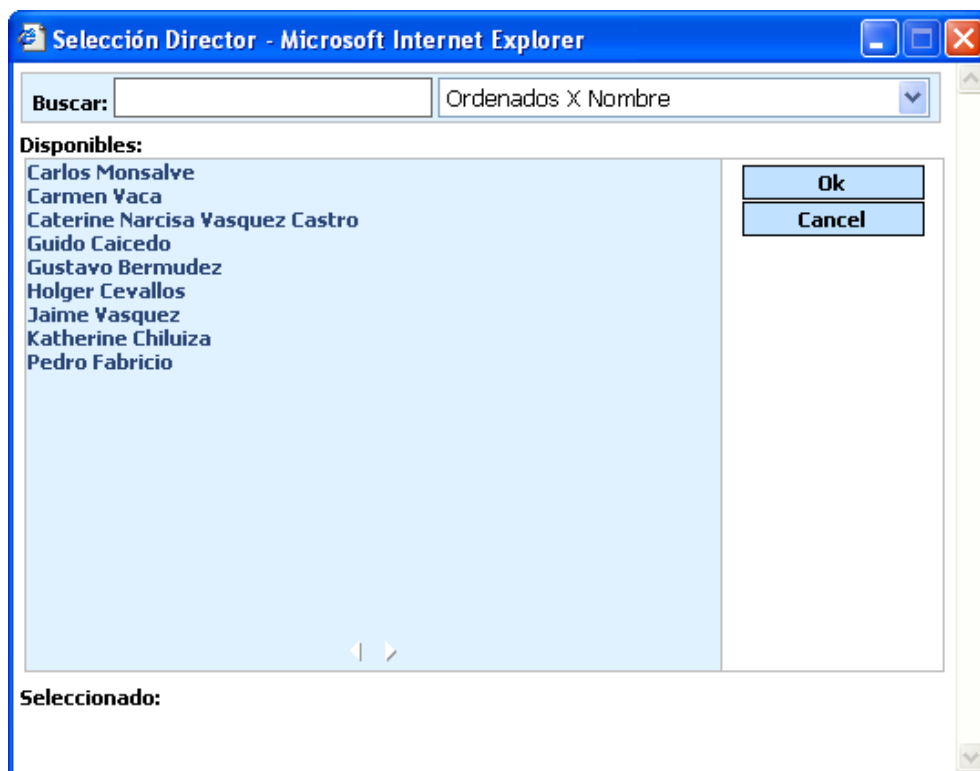 Selección Director - Microsoft Internet Explorer
Buscar: Ordenados X Nombre
Disponibles:
Carlos Monsalve
Carmen Vaca
Caterine Narcisa Vasquez Castro
Guido Caicedo
Gustavo Bermudez
Holger Cevallos
Jaime Vasquez
Katherine Chiluiza
Pedro Fabricio
Ok
Cancel
Seleccionado: